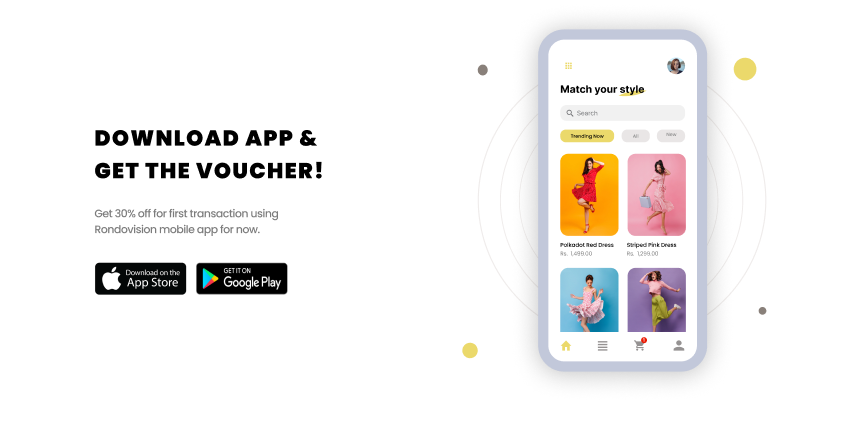 DOWNLOAD APP &
GET THE VOUCHER!
Get 30% off for first transaction using
Rondovision mobile app for now.
Download on the
App Store
GET IT ON
Google Play
Match your style
Search
Trending Now
All
New
Polkadot Red Dress
Rs. 1,499.00
Striped Pink Dress
Rs. 1,299.00